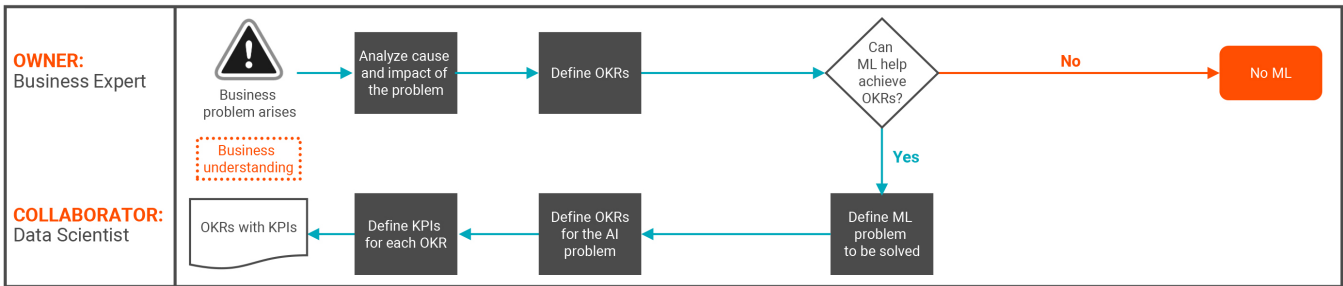 OWNER:
Business Expert
Business
problem arises
Analyze cause
and impact of
the problem
Define OKRs
Can
ML help
achieve
OKRs?
No
No ML
Business
understanding
Yes
COLLABORATOR:
Data Scientist
OKRs with KPIs
Define KPIs
for each OKR
Define OKRs
for the AI
problem
Define ML
problem
to be solved